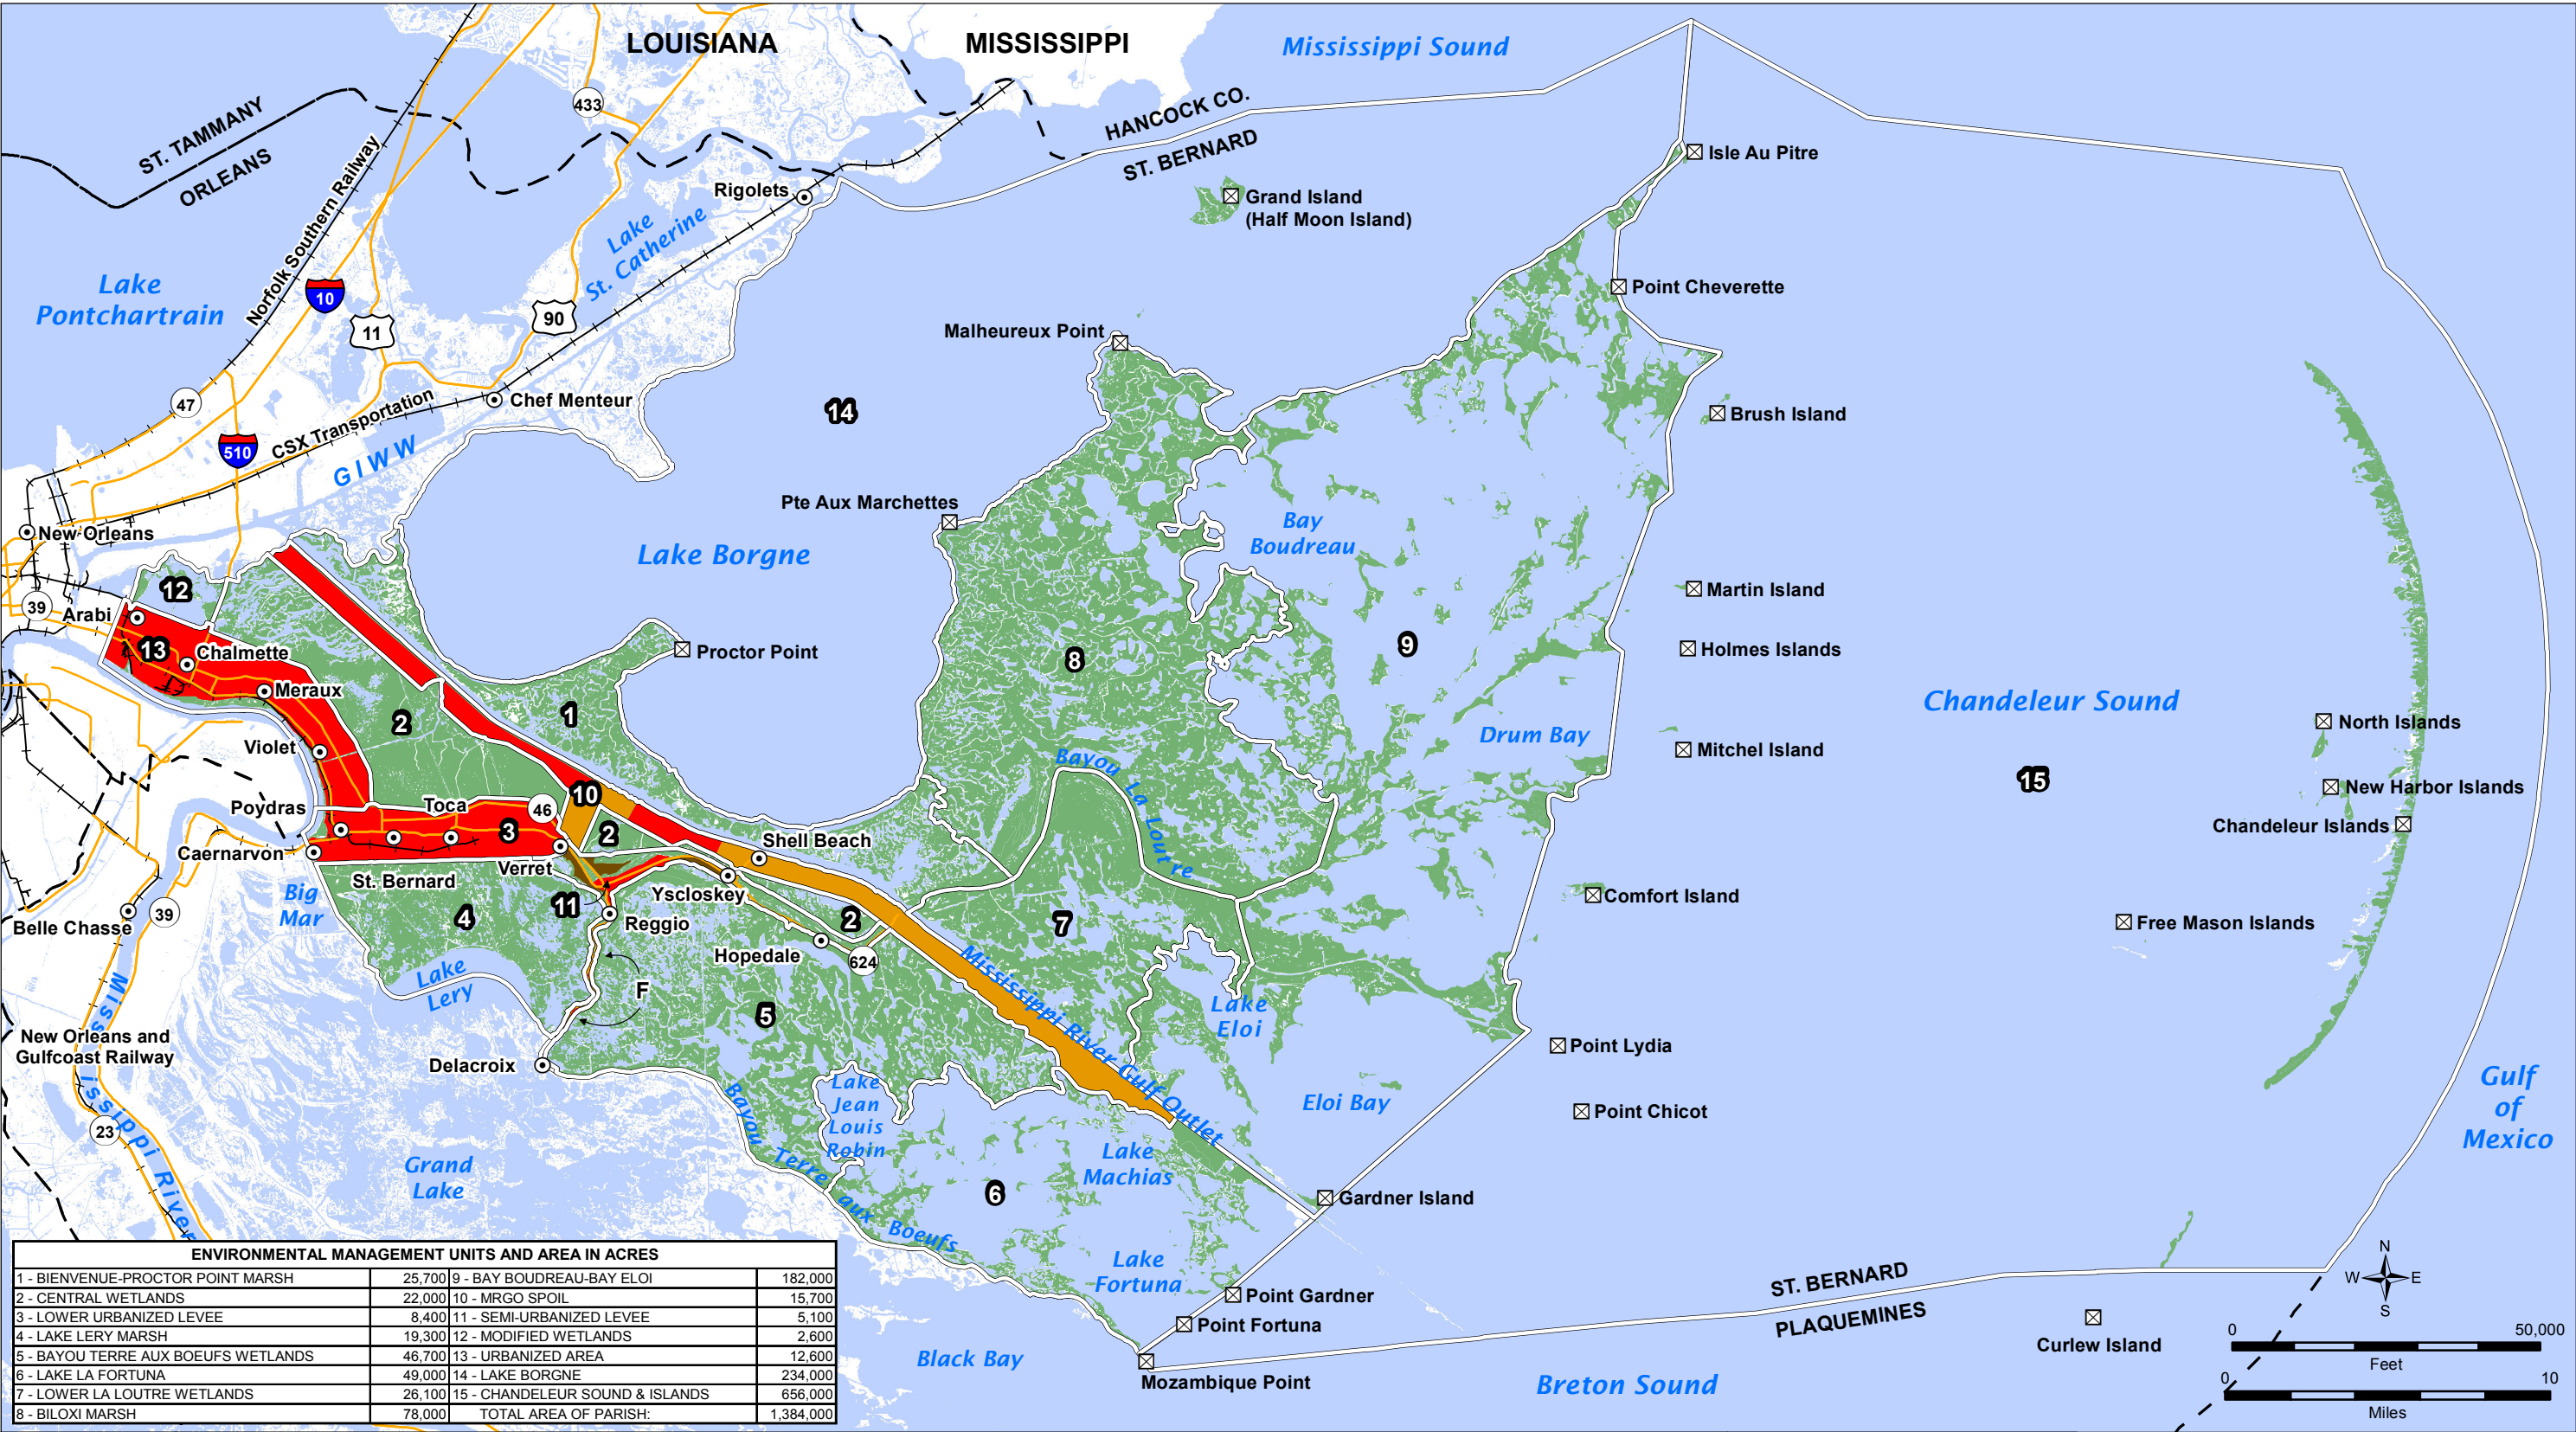 LOUISIANA
MISSISSIPPI
Mississippi Sound
433
ST. TAMMANY
ORLEANS
HANCOCK CO.
ST. BERNARD
Norfolk Southern Railway
Isle Au Pitre
Rigolets
Grand Island
(Half Moon Island)
Lake
St. Catherine
Lake
Pontchartrain
10
11
90
Point Cheverette
Malheureux Point
47
Chef Menteur
CSX Transportation
510
GIWW
14
Brush Island
Pte Aux Marchettes
New Orleans
Lake Borgne
Bay
Boudreau
12
39
Arabi
13
Chalmette
Meraux
Martin Island
Proctor Point
8
9
Holmes Islands
Chandeleur Sound
1
2
Violet
North Islands
Drum Bay
Mitchel Island
15
Bayou La Loutre
New Harbor Islands
Poydras
Toca
46
10
3
2
Chandeleur Islands
Shell Beach
Caernarvon
Verret
St. Bernard
Yscloskey
Big
Mar
Comfort Island
39
Belle Chasse
4
11
Reggio
2
7
Free Mason Islands
Hopedale
624
Mississippi River Gulf Outlet
Lake
Lery
F
5
Lake
Eloi
New Orleans and
Gulfcoast Railway
Point Lydia
Delacroix
Lake
Jean
Louis
Robin
Eloi Bay
Point Chicot
Gulf
of
Mexico
23
Mississippi River
Bayou Terre aux Boeufs
Grand
Lake
Lake
Machias
6
Gardner Island
Lake
Fortuna
Point Gardner
Point Fortuna
ST. BERNARD
PLAQUEMINES
Black Bay
Mozambique Point
Breton Sound
Curlew Island
N
W
E
S
0
50,000
Feet
0
10
Miles
ENVIRONMENTAL MANAGEMENT UNITS AND AREA IN ACRES
1 - BIENVENUE-PROCTOR POINT MARSH 25,700 9 - BAY BOUDREAU-BAY ELOI 182,000
2 - CENTRAL WETLANDS 22,000 10 - MRGO SPOIL 15,700
3 - LOWER URBANIZED LEVEE 8,400 11 - SEMI-URBANIZED LEVEE 5,100
4 - LAKE LERY MARSH 19,300 12 - MODIFIED WETLANDS 2,600
5 - BAYOU TERRE AUX BOEUFS WETLANDS 46,700 13 - URBANIZED AREA 12,600
6 - LAKE LA FORTUNA 49,000 14 - LAKE BORGNE 234,000
7 - LOWER LA LOUTRE WETLANDS 26,100 15 - CHANDELEUR SOUND & ISLANDS 656,000
8 - BILOXI MARSH 78,000 TOTAL AREA OF PARISH: 1,384,000